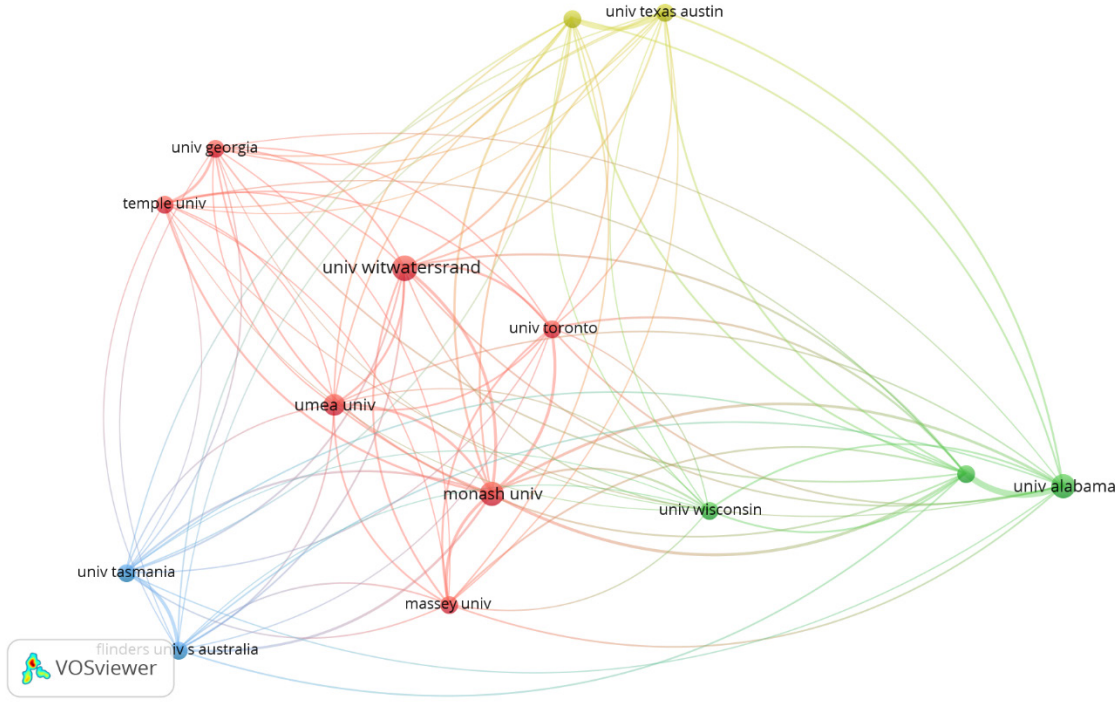 univ texas austin
univ georgia
temple univ
univ witwatersrand
univ toronto
umea univ
monash univ
univ alabama
univ wisconsin
univ tasmania
massey univ
flinders univ s australia
VOSviewer